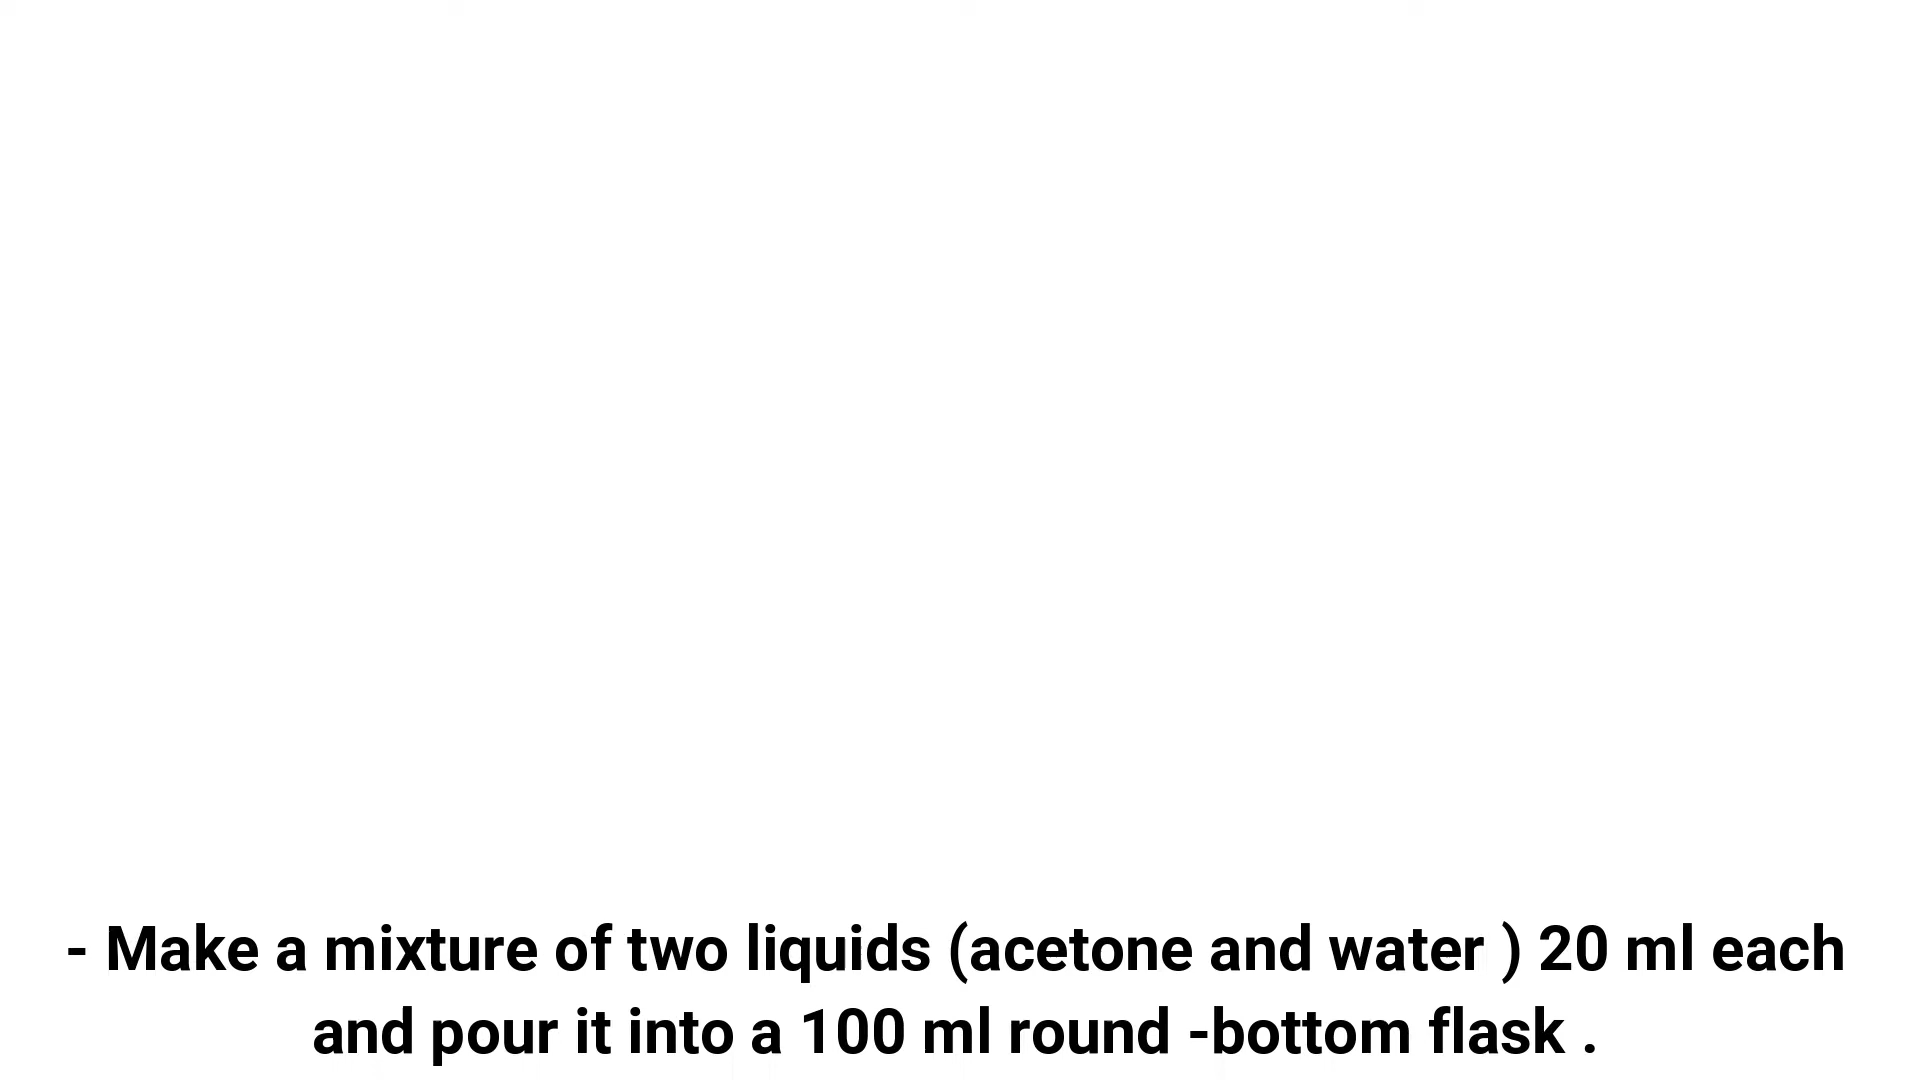 - Make a mixture of two liquids (acetone and water ) 20 ml each
and pour it into a 100 ml round -bottom flask .